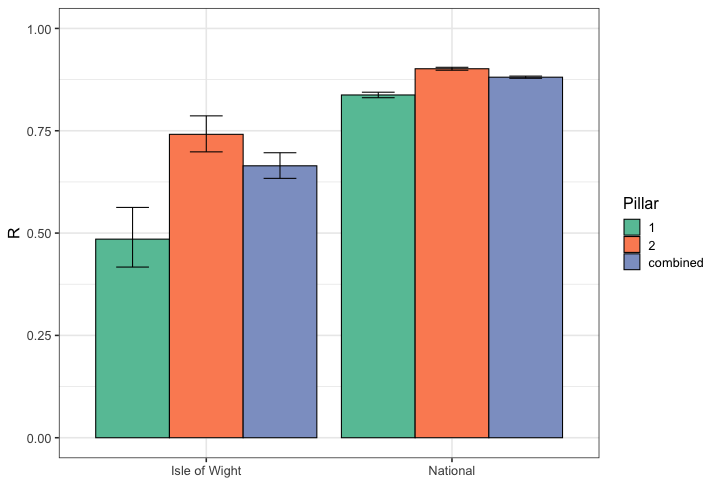 1.00
0.75
0.50
0.25
0.00
R
Isle of Wight
National
Pillar
1
2
combined